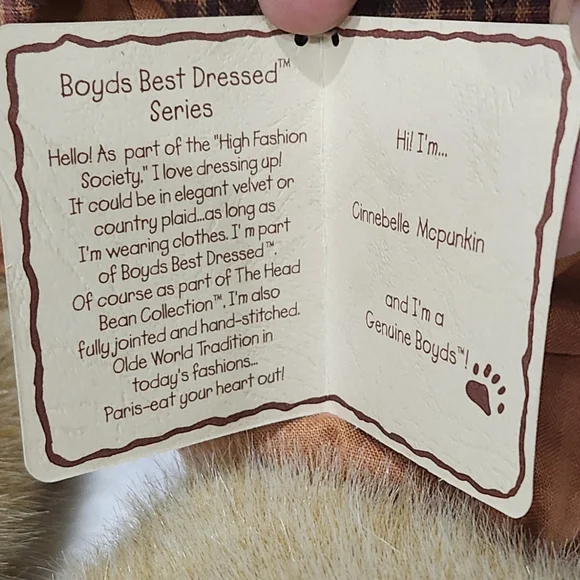 Boyds Best Dressed™
Series
Hello! As part of the "High Fashion
Society," I love dressing up!
It could be in elegant velvet or
country plaid...as long as
I'm wearing clothes. I'm part
of Boyds Best Dressed™.
Of course as part of The Head
Bean Collection™, I'm also
fully jointed and hand-stitched.
Olde World Tradition in
today's fashions...
Paris-eat your heart out!
Hi! I'm...
Cinnebelle Mcpunkin
and I'm a
Genuine Boyds™!